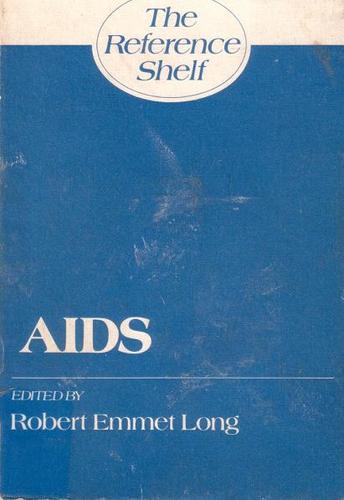 The
Reference
Shelf
AIDS
EDITED BY
Robert Emmet Long